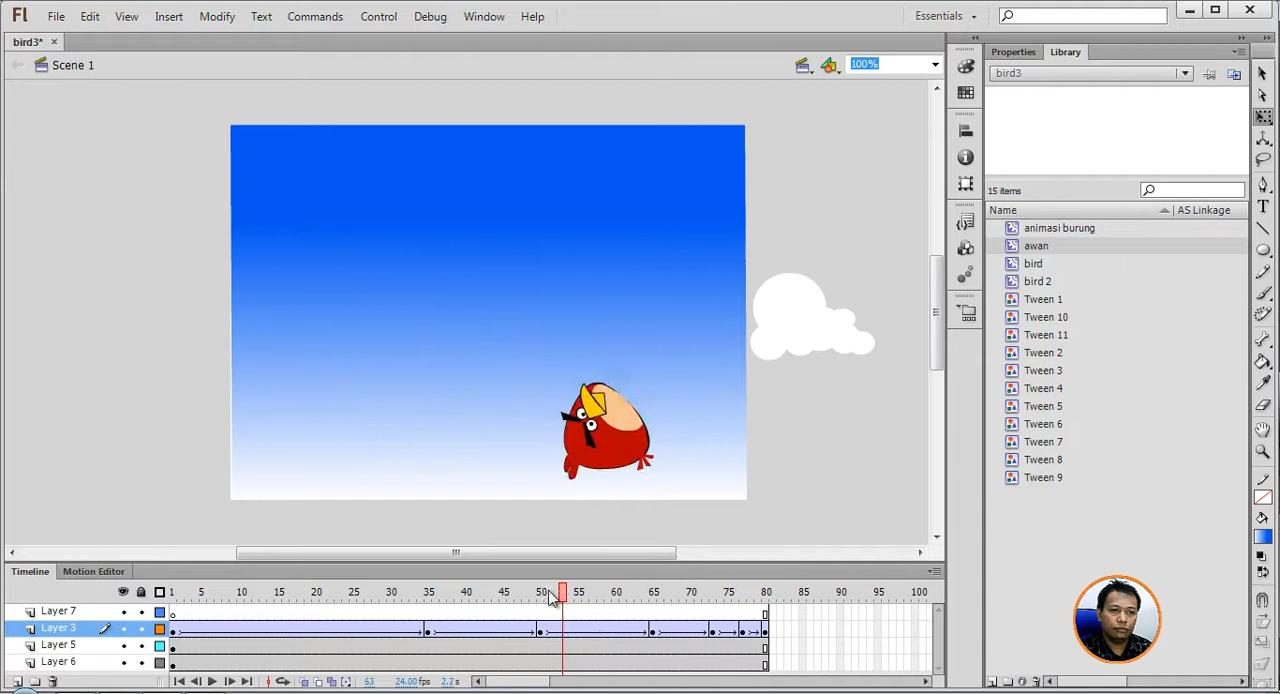 Fl File Edit View Insert Modify Text Commands Control Debug Window Help Essentials
bird3* ×
Scene 1 100%
Properties Library
bird3
15 items
Name AS Linkage
animasi burung
awan
bird
bird 2
Tween 1
Tween 10
Tween 11
Tween 2
Tween 3
Tween 4
Tween 5
Tween 6
Tween 7
Tween 8
Tween 9
Timeline Motion Editor
1 5 10 15 20 25 30 35 40 45 50 55 60 65 70 75 80 85 90 95 100
Layer 7
Layer 3
Layer 5
Layer 6
24.00 fps 2.2 s